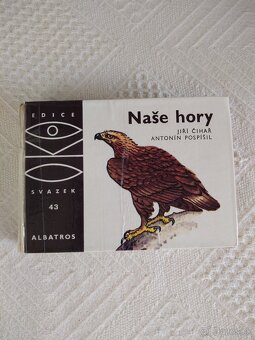 EDICE
OKO
SVAZEK
43
ALBATROS
Naše hory
JIŘÍ ČIHAŘ
ANTONÍN POSPÍŠIL